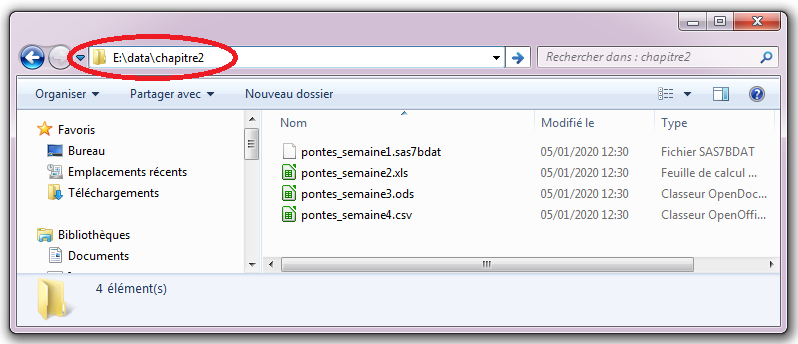 E:\data\chapitre2
Rechercher dans : chapitre2
Organiser Partager avec Nouveau dossier
Favoris
Bureau
Emplacements récents
Téléchargements
Bibliothèques
Documents
Nom Modifié le Type
pontes_semaine1.sas7bdat 05/01/2020 12:30 Fichier SAS7BDAT
pontes_semaine2.xls 05/01/2020 12:30 Feuille de calcul ...
pontes_semaine3.ods 05/01/2020 12:30 Classeur OpenDoc...
pontes_semaine4.csv 05/01/2020 12:30 Classeur OpenOffi...
4 élément(s)